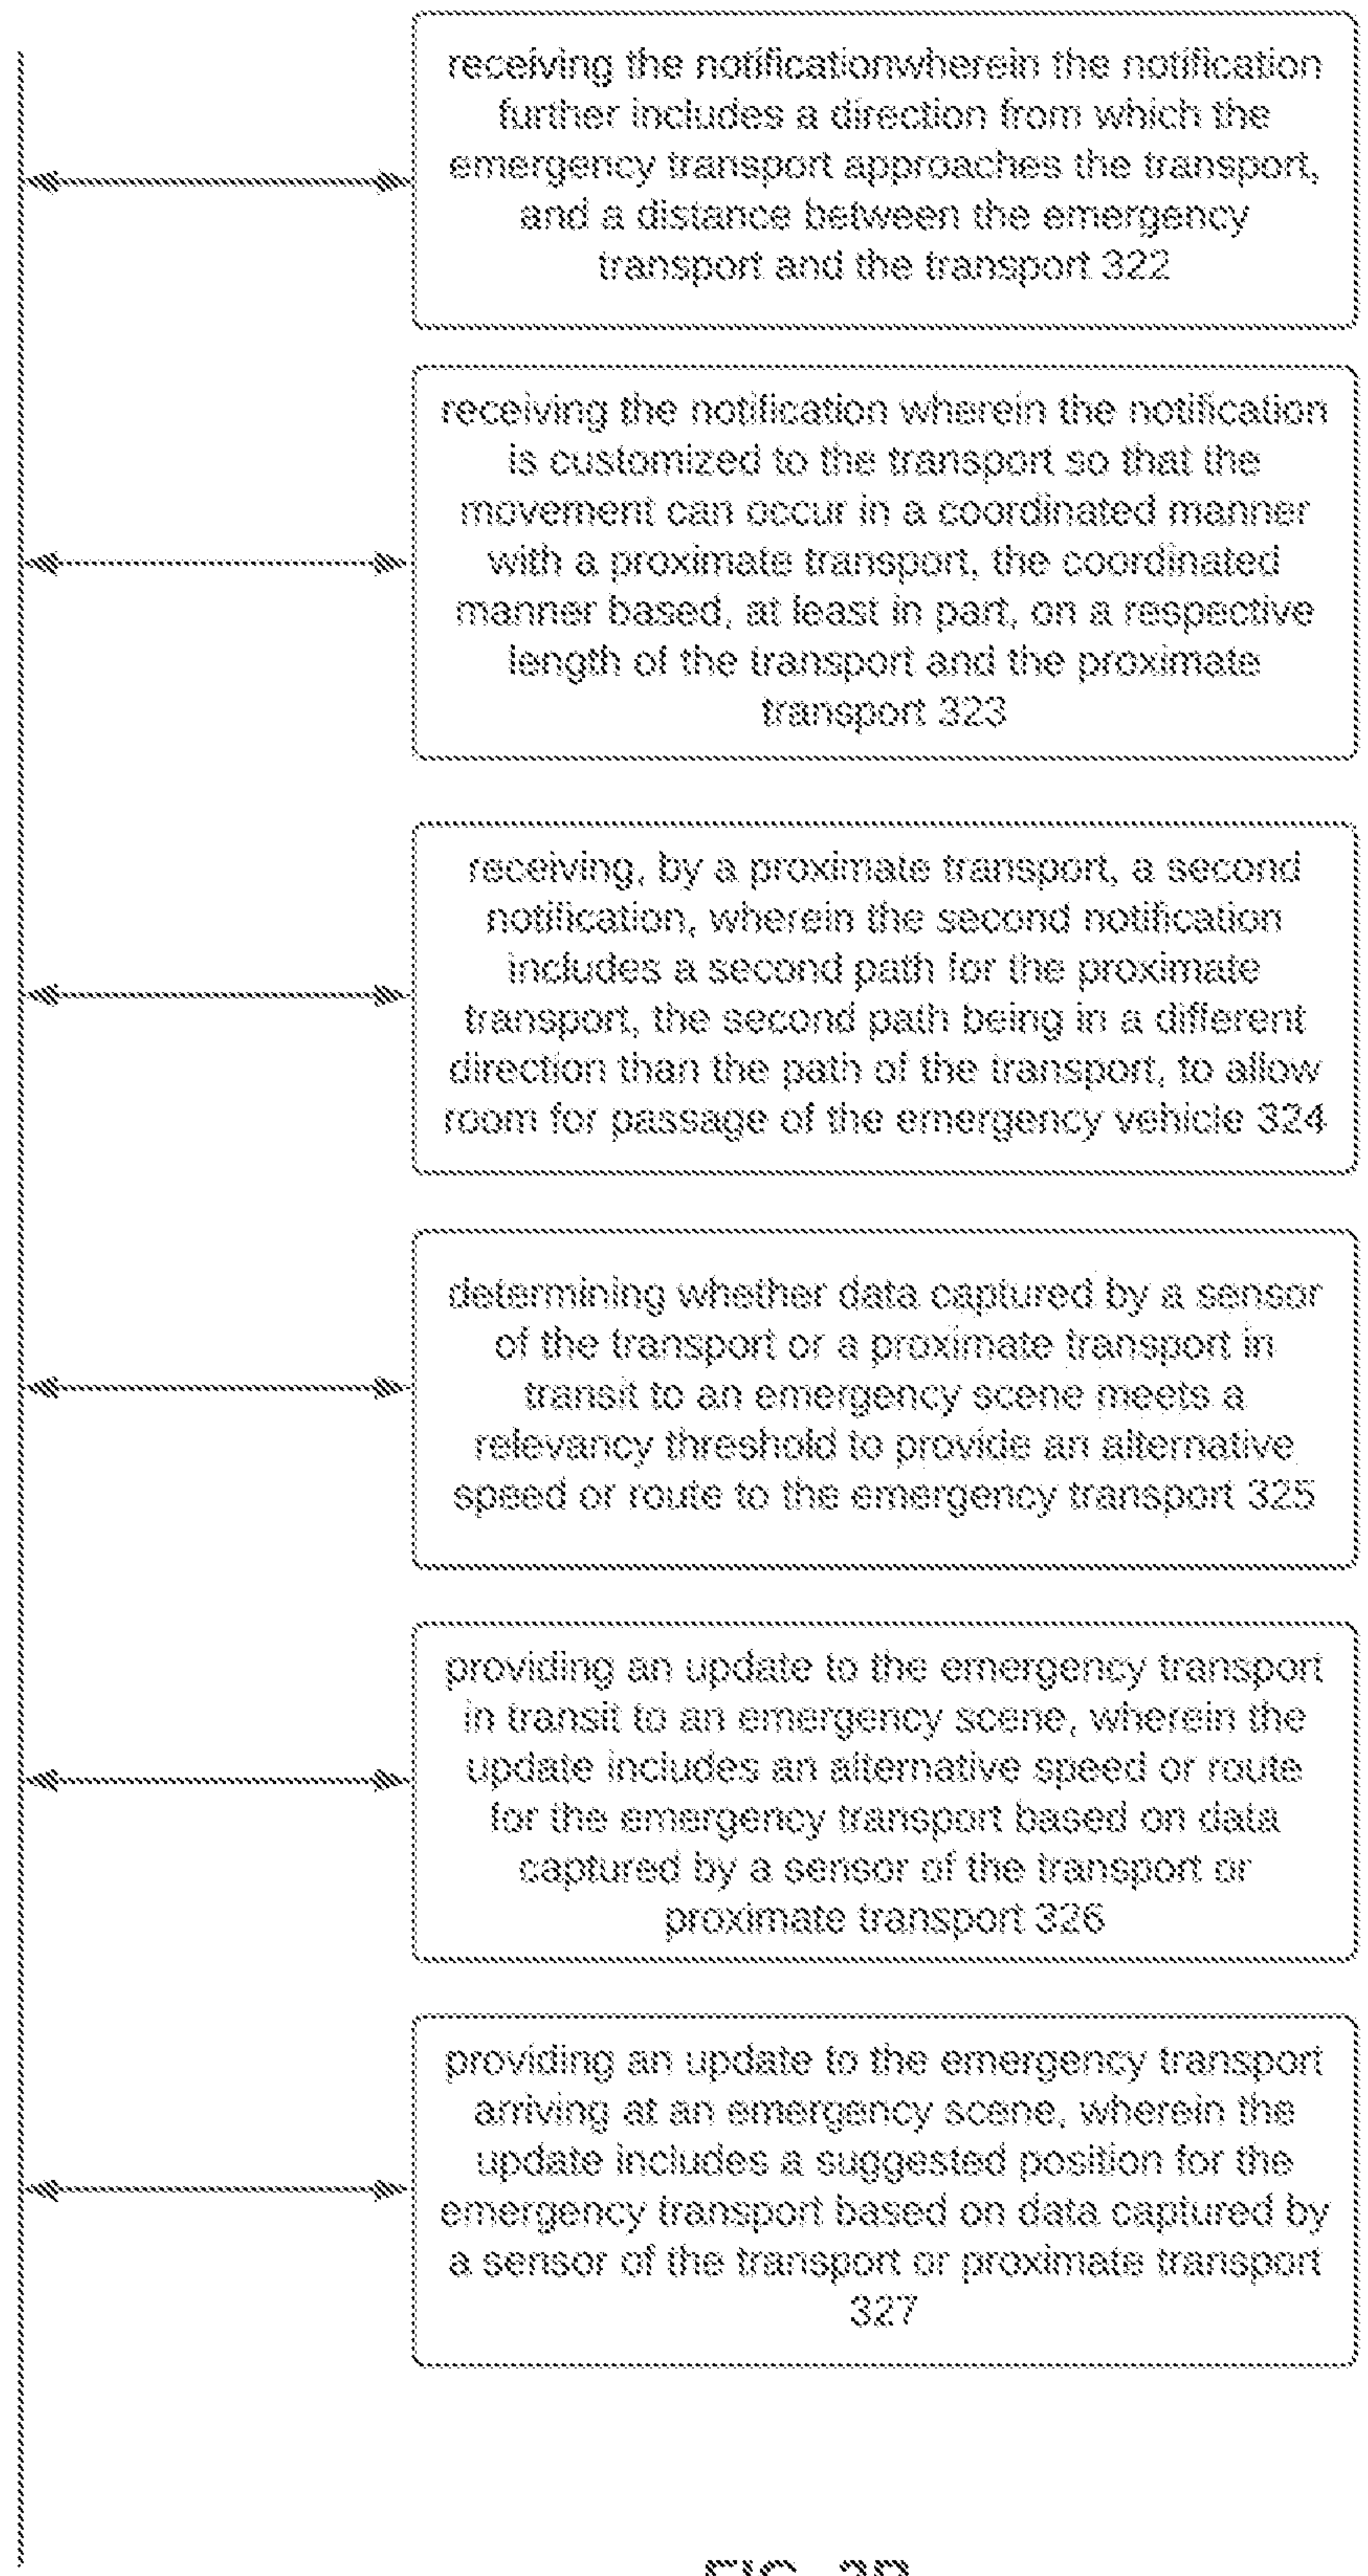 receiving the notificationwherein the notification
further includes a direction from which the
emergency transport approaches the transport,
and a distance between the emergency
transport and the transport 322
receiving the notification wherein the notification
is customized to the transport so that the
movement can occur in a coordinated manner
with a proximate transport, the coordinated
manner based, at least in part, on a respective
length of the transport and the proximate
transport 323
receiving, by a proximate transport, a second
notification, wherein the second notification
includes a second path for the proximate
transport, the second path being in a different
direction than the path of the transport, to allow
room for passage of the emergency vehicle 324
determining whether data captured by a sensor
of the transport or a proximate transport in
transit to an emergency scene meets a
relevancy threshold to provide an alternative
speed or route to the emergency transport 325
providing an update to the emergency transport
in transit to an emergency scene, wherein the
update includes an alternative speed or route
for the emergency transport based on data
captured by a sensor of the transport or
proximate transport 326
providing an update to the emergency transport
arriving at an emergency scene, wherein the
update includes a suggested position for the
emergency transport based on data captured by
a sensor of the transport or proximate transport
327
FIG.